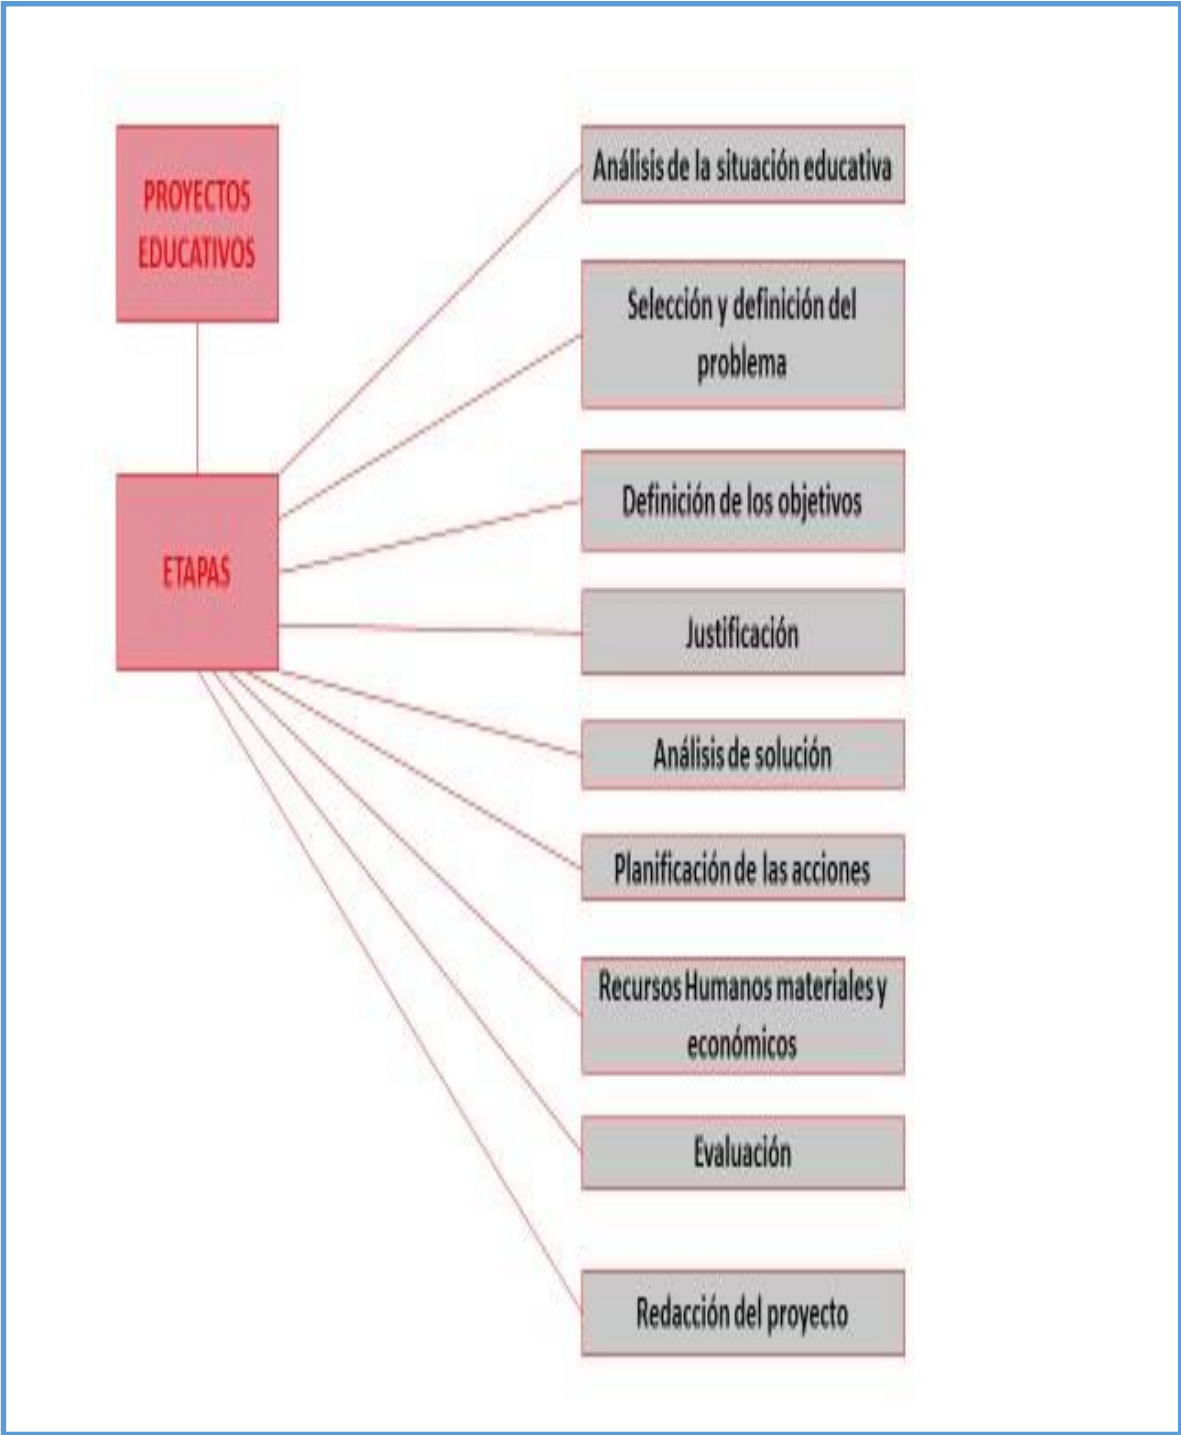 PROYECTOS
EDUCATIVOS
ETAPAS
Análisis de la situación educativa
Selección y definición del
problema
Definición de los objetivos
Justificación
Análisis de solución
Planificación de las acciones
Recursos Humanos materiales y
económicos
Evaluación
Redacción del proyecto